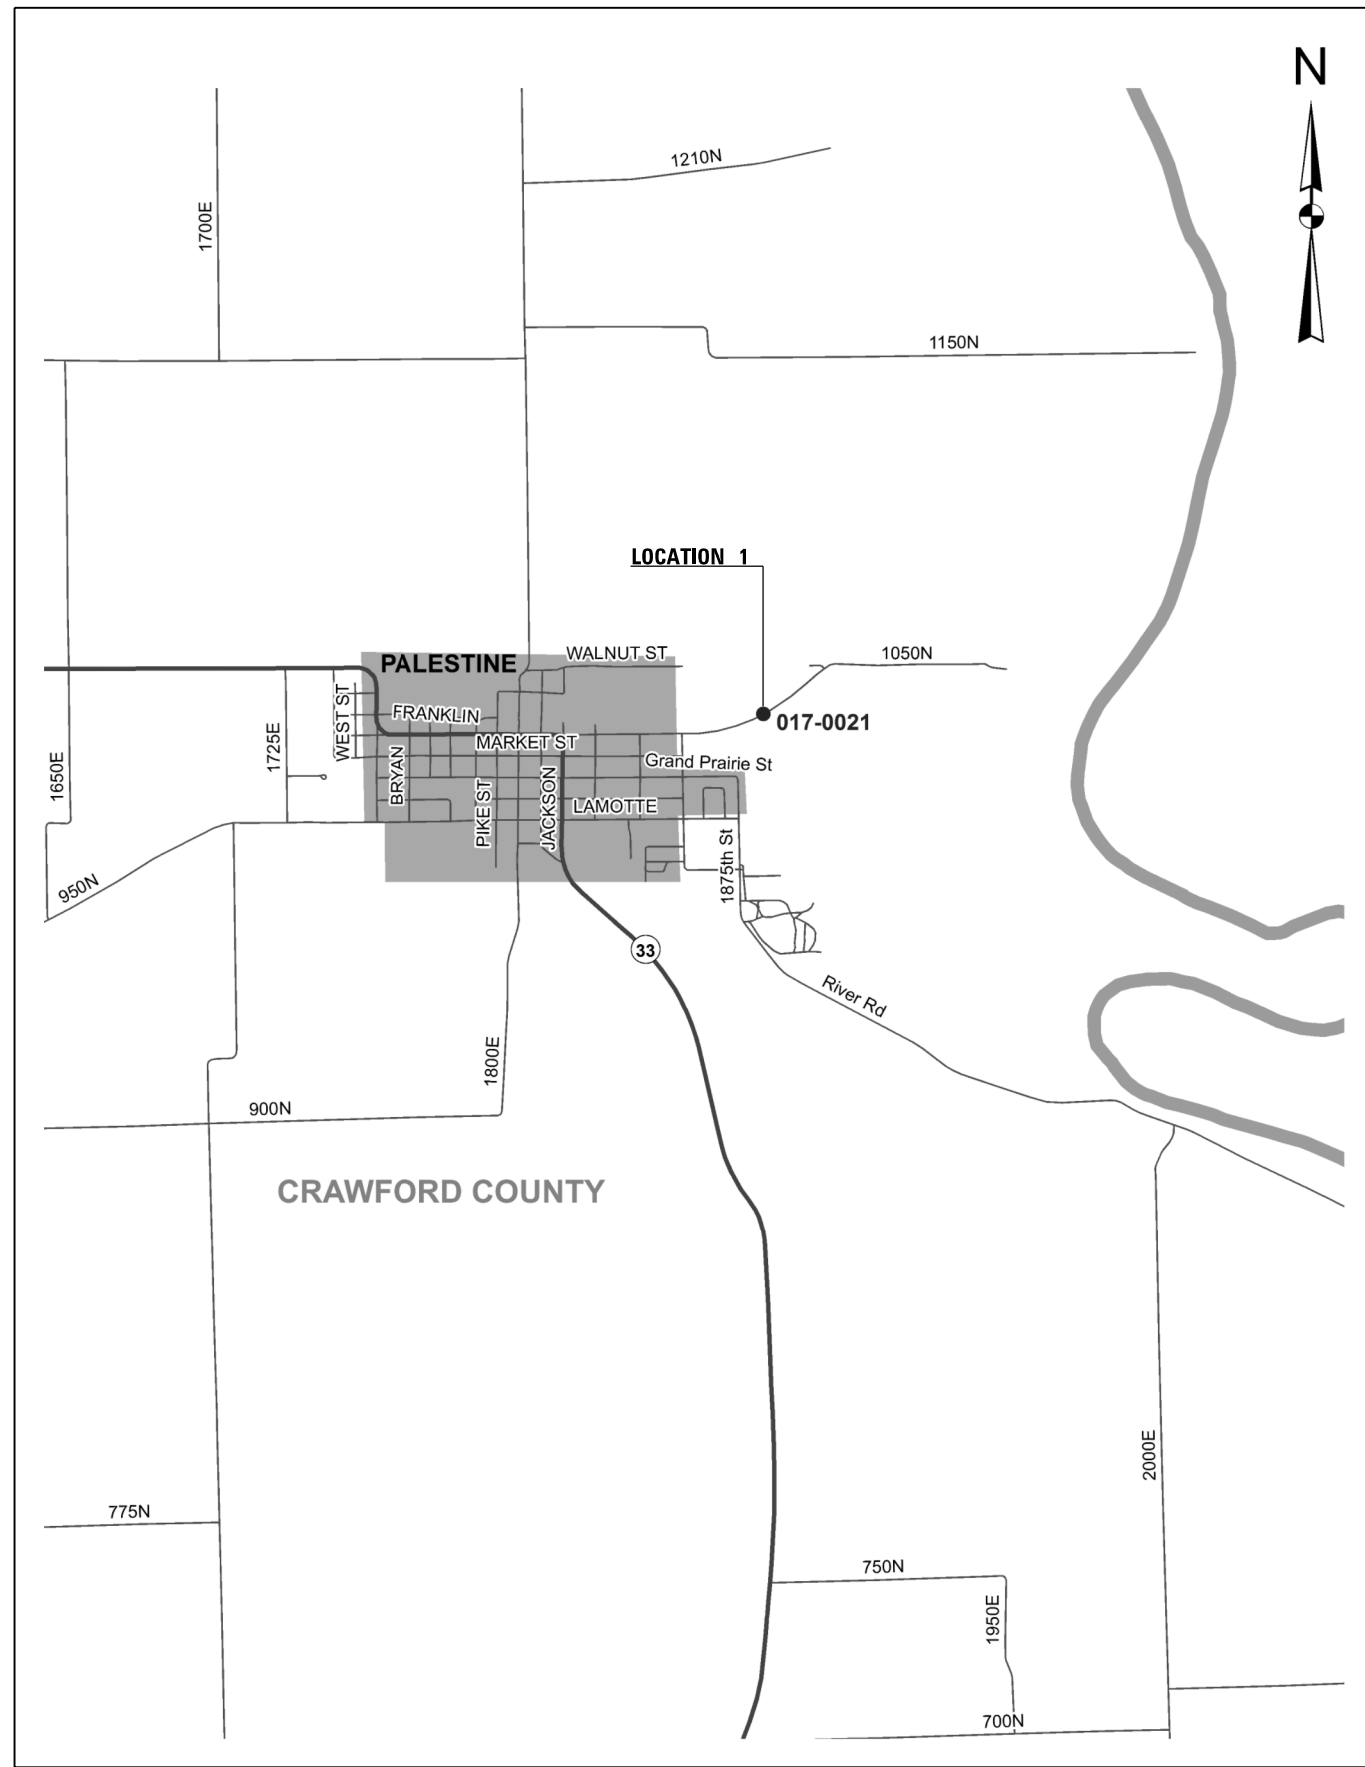 N
1210N
1700E
1150N
LOCATION 1
WALNUT ST
1050N
PALESTINE
WEST ST
FRANKLIN
017-0021
1725E
MARKET ST
Grand Prairie St
1650E
BRYAN
PIKE ST
JACKSON
LAMOTTE
1875th St
950N
33
River Rd
1800E
900N
CRAWFORD COUNTY
2000E
775N
750N
1950E
700N